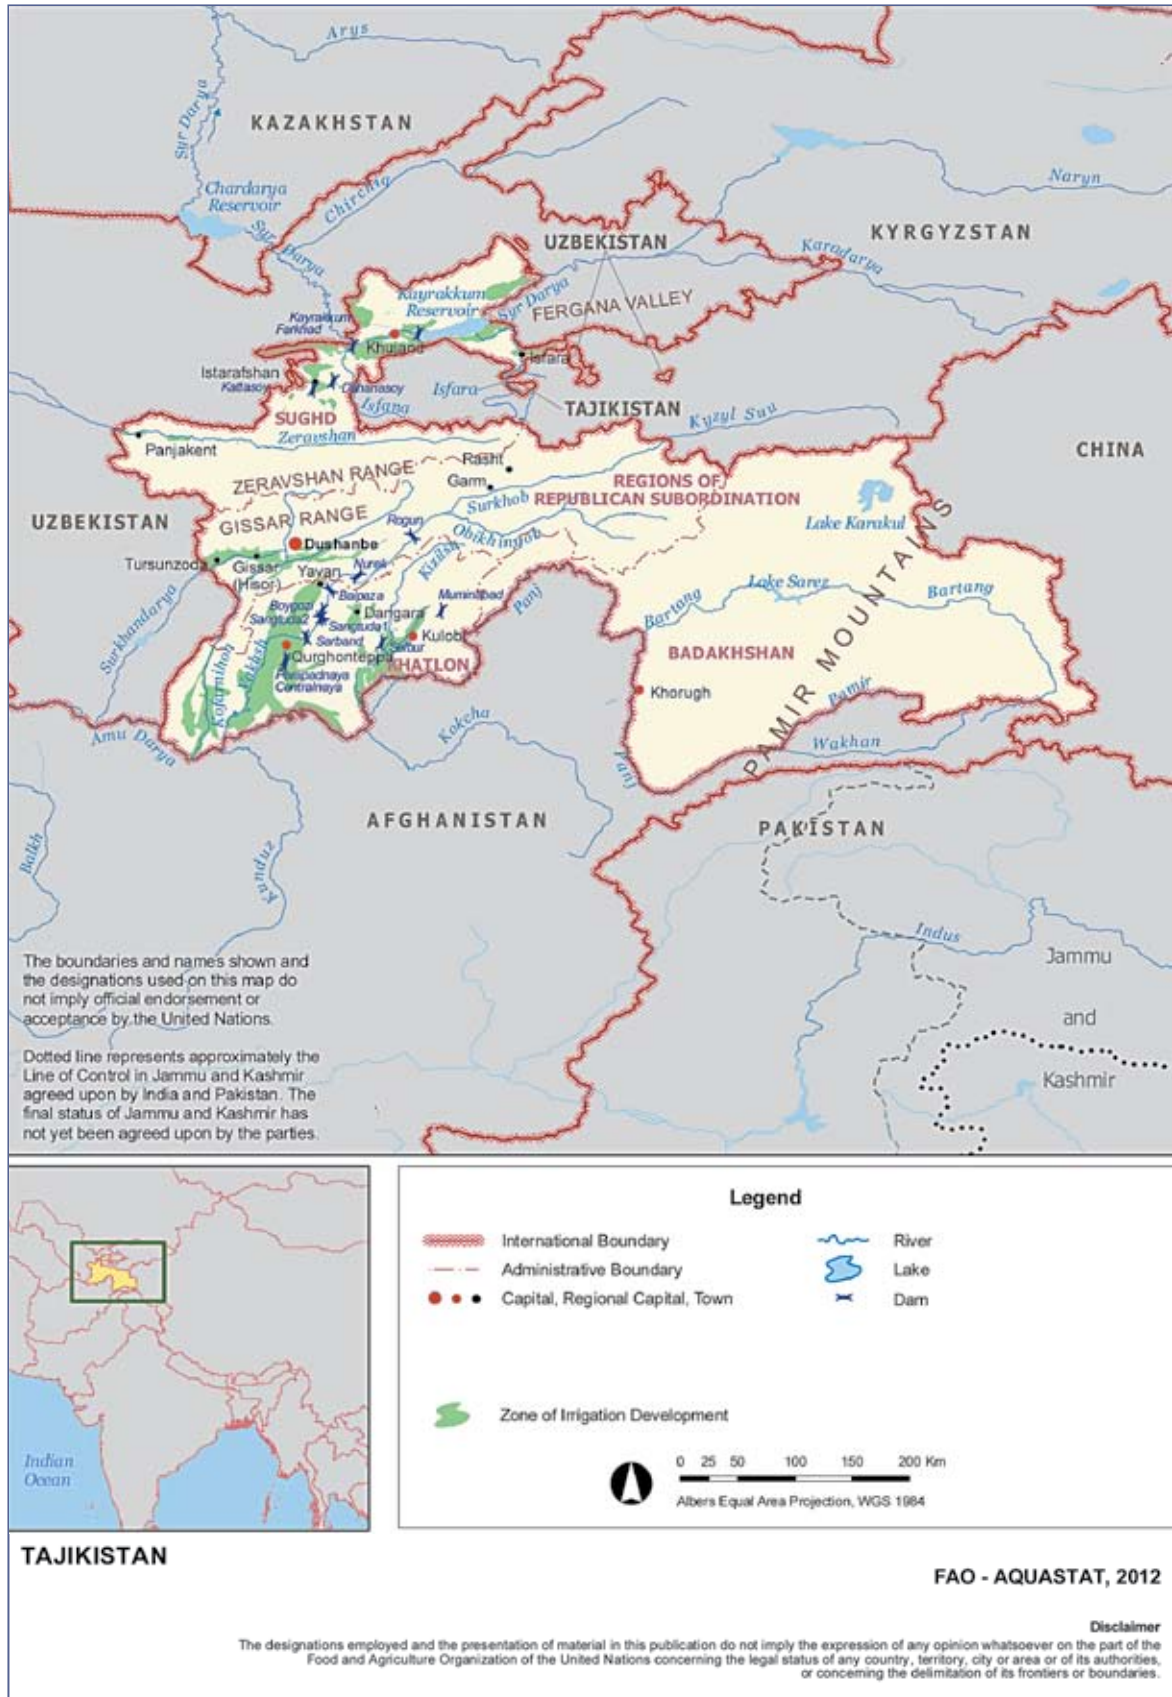 Arys
Syr Darya
KAZAKHSTAN
Chardarya
Reservoir
Chirchiq
Syr Darya
Naryn
UZBEKISTAN
KYRGYZSTAN
Karadarya
Kayrakkum
Reservoir
Syr Darya
FERGANA VALLEY
Kayrakkum
Farkhad
Khujand
Isfara
Istarafshan
Kattasoy
Dahanasoy
Isfara
Isfana
TAJIKISTAN
SUGHD
Kyzyl Suu
Zeravshan
Panjakent
CHINA
ZERAVSHAN RANGE
Rasht
Garm
Surkhob
REGIONS OF
REPUBLICAN SUBORDINATION
UZBEKISTAN
GISSAR RANGE
Rogun
Obikhingob
Lake Karakul
Dushanbe
Tursunzoda
Gissar
(Hisor)
Yavan
Nurek
Kizilsu
Baipaza
Muminabad
Panj
Lake Sarez
Bartang
Bartang
Boygozi
Sangtuda2
Dangara
Sangtuda1
Sarband
Kulob
Selbur
Surkhandarya
Kofarnihon
Vakhsh
Qurghonteppa
KHATLON
BADAKHSHAN
PAMIR MOUNTAINS
Perepadnaya
Centralnaya
Khorugh
Pamir
Amu Darya
Kokcha
Wakhan
Panj
AFGHANISTAN
PAKISTAN
Balkh
Kunduz
Indus
Jammu
and
Kashmir
The boundaries and names shown and
the designations used on this map do
not imply official endorsement or
acceptance by the United Nations.
Dotted line represents approximately the
Line of Control in Jammu and Kashmir
agreed upon by India and Pakistan. The
final status of Jammu and Kashmir has
not yet been agreed upon by the parties.
Indian
Ocean
Legend
International Boundary
River
Administrative Boundary
Lake
Capital, Regional Capital, Town
Dam
Zone of Irrigation Development
0 25 50 100 150 200 Km
Albers Equal Area Projection, WGS 1984
TAJIKISTAN
FAO - AQUASTAT, 2012
Disclaimer
The designations employed and the presentation of material in this publication do not imply the expression of any opinion whatsoever on the part of the
Food and Agriculture Organization of the United Nations concerning the legal status of any country, territory, city or area or of its authorities,
or concerning the delimitation of its frontiers or boundaries.